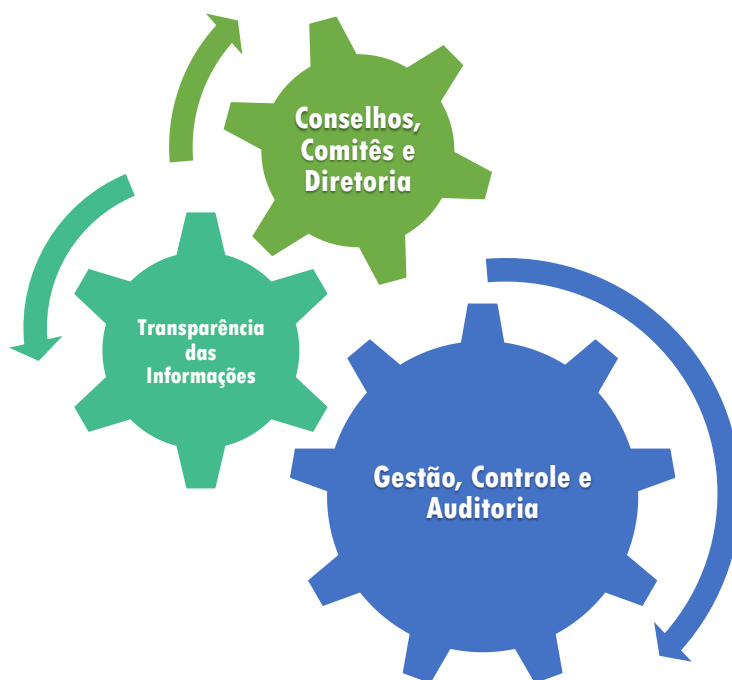 Conselhos,
Comitês e
Diretoria
Transparência
das
Informações
Gestão, Controle e
Auditoria